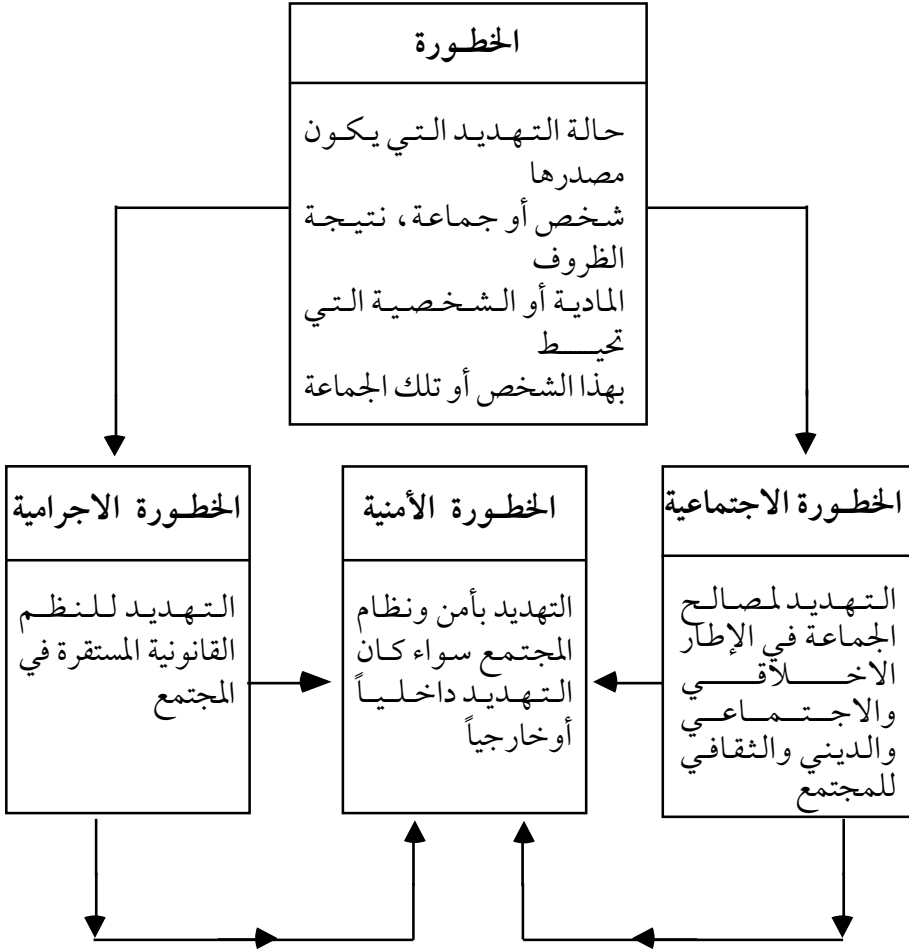 الخطورة
حالة التهديد التي يكون
مصدرها
شخص أو جماعة، نتيجة
الظروف
المادية أو الشخصية التي
تحيط
بهذا الشخص أو تلك الجماعة
الخطورة الاجتماعية
التهديد لمصالح
الجماعة في الإطار
الاخلاقي
والاجتماعي
والديني والثقافي
للمجتمع
الخطورة الأمنية
التهديد بأمن ونظام
المجتمع سواء كان
التهديد داخلياً
أوخارجياً
الخطورة الاجرامية
التهديد للنظم
القانونية المستقرة في
المجتمع